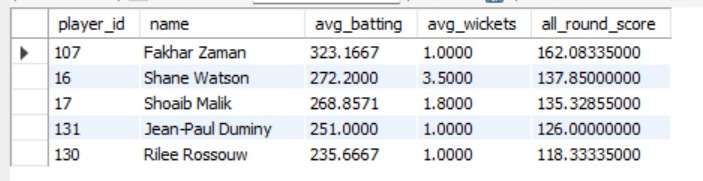 player_id name avg_batting avg_wickets all_round_score
107 Fakhar Zaman 323.1667 1.0000 162.08335000
16 Shane Watson 272.2000 3.5000 137.85000000
17 Shoaib Malik 268.8571 1.8000 135.32855000
131 Jean-Paul Duminy 251.0000 1.0000 126.00000000
130 Rilee Rossouw 235.6667 1.0000 118.33335000